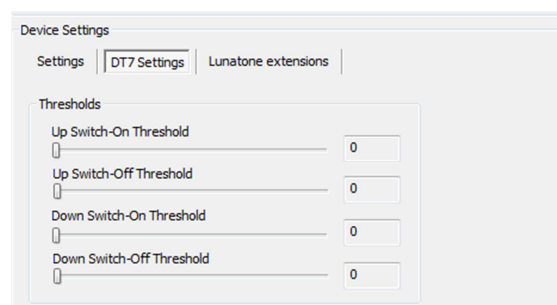 Device Settings
Settings DT7 Settings Lunatone extensions
Thresholds
Up Switch-On Threshold
0
Up Switch-Off Threshold
0
Down Switch-On Threshold
0
Down Switch-Off Threshold
0